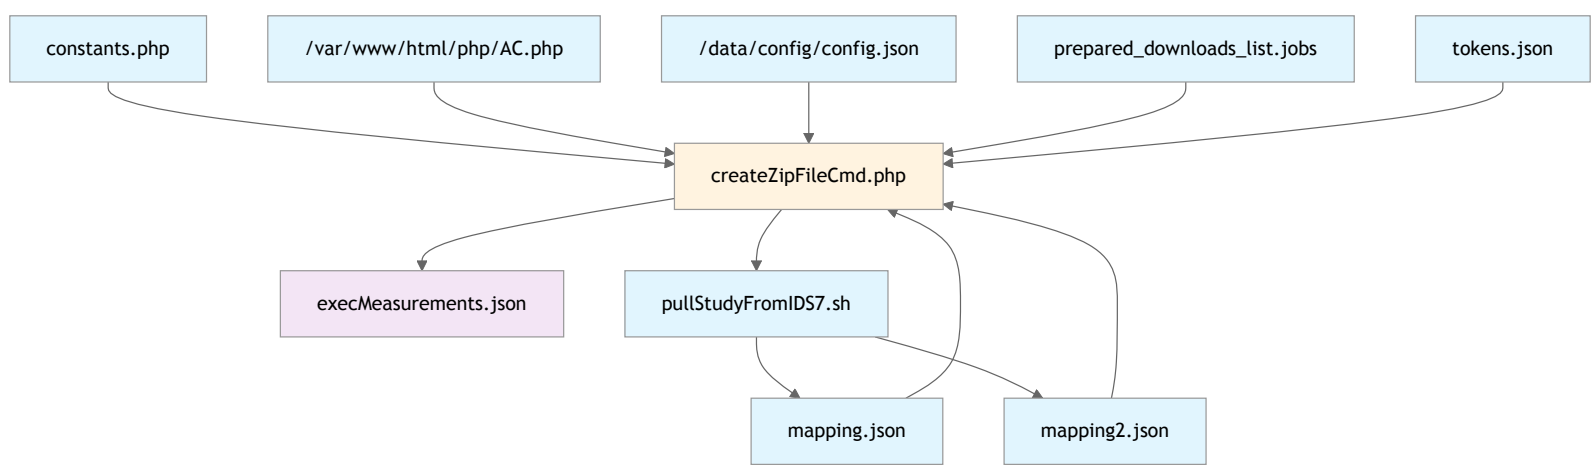 constants.php
/var/www/html/php/AC.php
/data/config/config.json
prepared_downloads_list.jobs
tokens.json
createZipFileCmd.php
execMeasurements.json
pullStudyFromIDS7.sh
mapping.json
mapping2.json